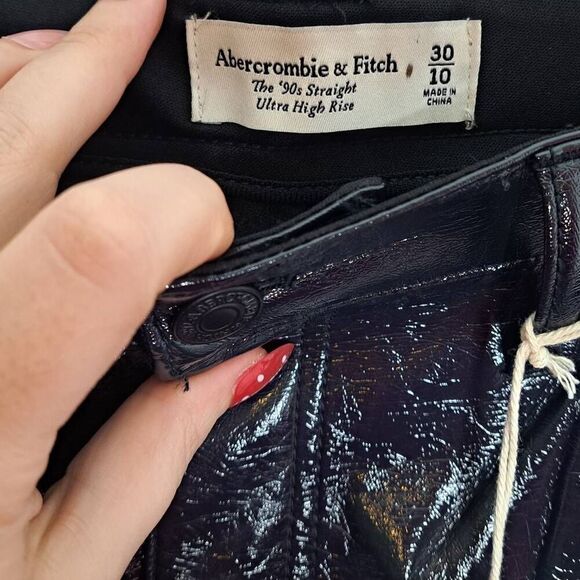 Abercrombie & Fitch
The '90s Straight
Ultra High Rise
30
10
MADE IN
CHINA